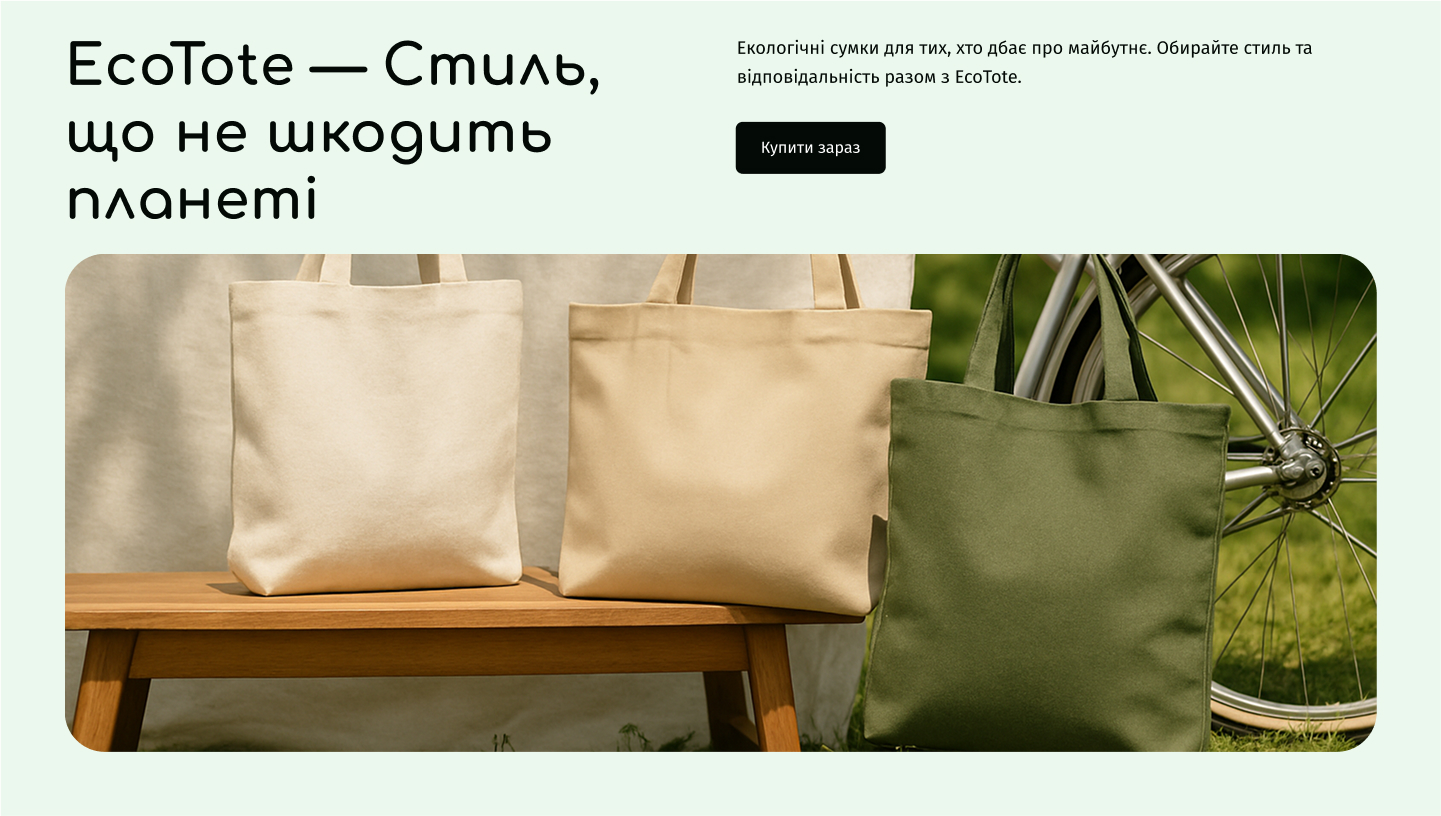 EcoTote — Стиль,
що не шкодить
планеті
Екологічні сумки для тих, хто дбає про майбутнє. Обирайте стиль та
відповідальність разом з EcoTote.
Купити зараз